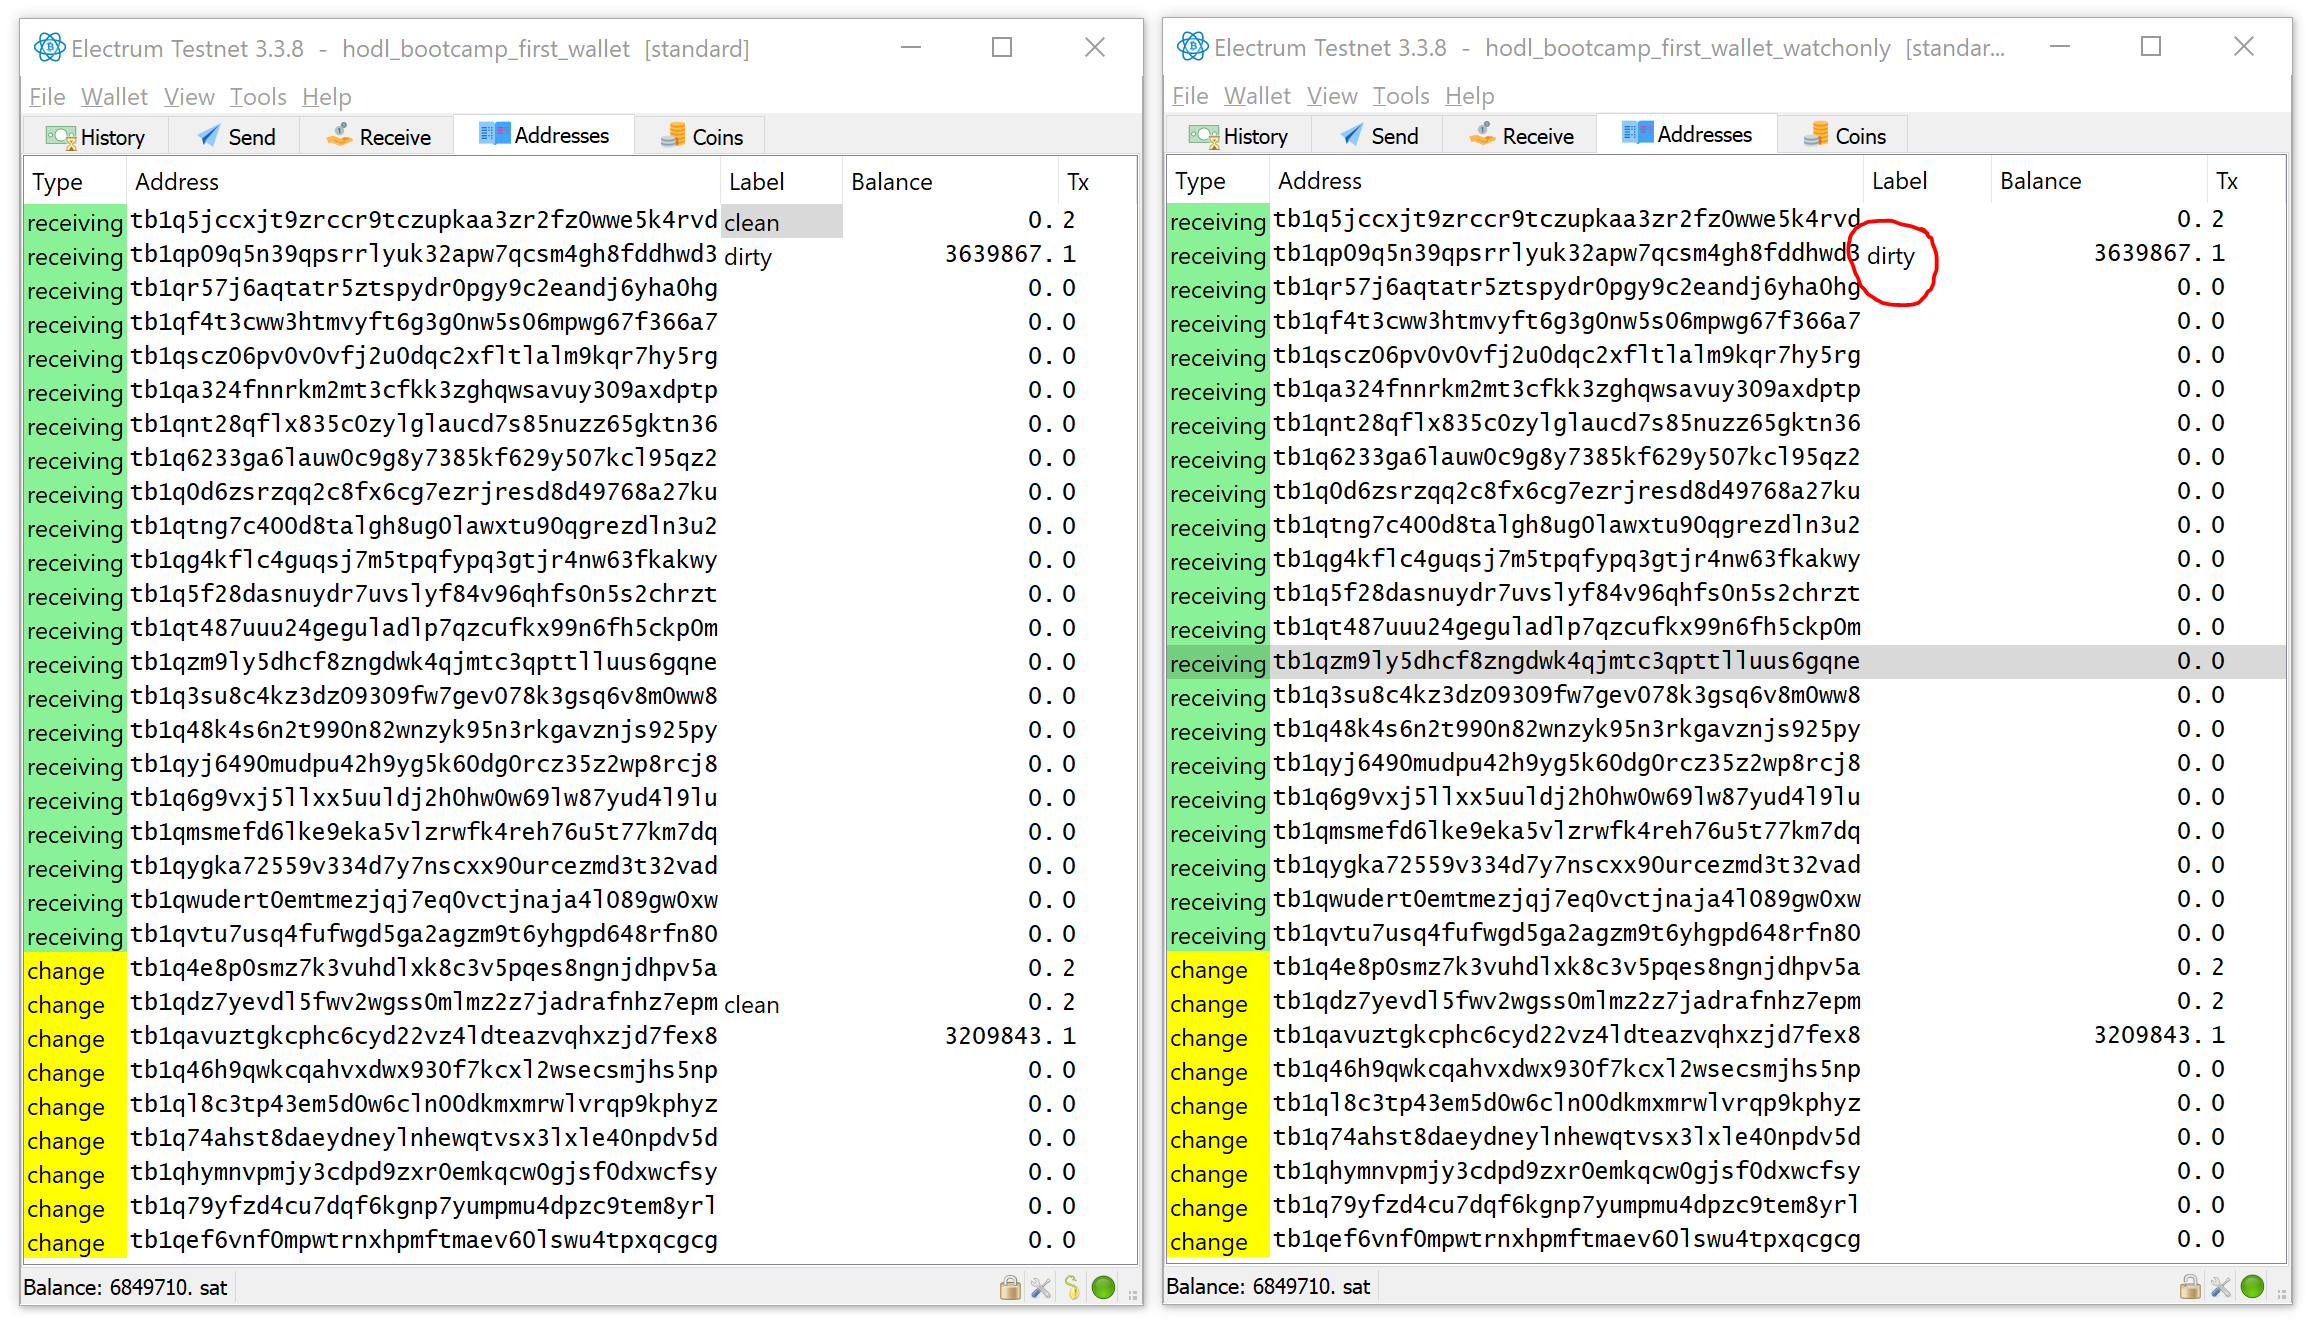 Electrum Testnet 3.3.8 - hodl_bootcamp_first_wallet [standard]
File Wallet View Tools Help
History Send Receive Addresses Coins
Type Address Label Balance Tx
receiving tb1q5jccxjt9zrccr9tczupkaa3zr2fz0wwe5k4rvd clean 0. 2
receiving tb1qp09q5n39qpsrrlyuk32apw7qcsm4gh8fddhwd3 dirty 3639867. 1
receiving tb1qr57j6aqtatr5ztspydr0pgy9c2eandj6yha0hg 0. 0
receiving tb1qf4t3cww3htmvyft6g3g0nw5s06mpwg67f366a7 0. 0
receiving tb1qscz06pv0v0vfj2u0dqc2xfltlalm9kqr7hy5rg 0. 0
receiving tb1qa324fnnrkm2mt3cfkk3zghqwsavuy309axdptp 0. 0
receiving tb1qnt28qflx835c0zylglaucd7s85nuzz65gktn36 0. 0
receiving tb1q6233ga6lauw0c9g8y7385kf629y507kcl95qz2 0. 0
receiving tb1q0d6zsrzqq2c8fx6cg7ezrjresd8d49768a27ku 0. 0
receiving tb1qtng7c400d8talgh8ug0lawxtu90qgrezdln3u2 0. 0
receiving tb1qg4kflc4guqsj7m5tpqfypq3gtjr4nw63fkakwy 0. 0
receiving tb1q5f28dasnuydr7uvslyf84v96qhfs0n5s2chrzt 0. 0
receiving tb1qt487uuu24geguladlp7qzcufkx99n6fh5ckp0m 0. 0
receiving tb1qzm9ly5dhcf8zngdwk4qjmtc3qpttlluus6gqne 0. 0
receiving tb1q3su8c4kz3dz09309fw7gev078k3gsq6v8m0ww8 0. 0
receiving tb1q48k4s6n2t990n82wnzyk95n3rkgavznjs925py 0. 0
receiving tb1qyj6490mudpu42h9yg5k60dg0rcz35z2wp8rcj8 0. 0
receiving tb1q6g9vxj5llxx5uuldj2h0hw0w69lw87yud4l9lu 0. 0
receiving tb1qmsmefd6lke9eka5vlzrwfk4reh76u5t77km7dq 0. 0
receiving tb1qygka72559v334d7y7nscxx90urcezmd3t32vad 0. 0
receiving tb1qwudert0emtmezjqj7eq0vctjnaja4l089gw0xw 0. 0
receiving tb1qvtu7usq4fufwgd5ga2agzm9t6yhgpd648rfn80 0. 0
change tb1q4e8p0smz7k3vuhdlxk8c3v5pqes8ngnjdhpv5a 0. 2
change tb1qdz7yevdl5fwv2wgss0mlmz2z7jadrafnhz7epm clean 0. 2
change tb1qavuztgkcphc6cyd22vz4ldteazvqhxzjd7fex8 3209843. 1
change tb1q46h9qwkcqahvxdwx930f7kcxl2wsecsmjhs5np 0. 0
change tb1ql8c3tp43em5d0w6cln00dkmxmrwlvrqp9kphyz 0. 0
change tb1q74ahst8daeydneylnhewqtvsx3lxle40npdv5d 0. 0
change tb1qhymnvpmjy3cdpd9zxr0emkqcw0gjsf0dxwcfsy 0. 0
change tb1q79yfzd4cu7dqf6kgnp7yumpmu4dpzc9tem8yrl 0. 0
change tb1qef6vnf0mpwtrnxhpmftmaev60lswu4tpxqcgcg 0. 0
Balance: 6849710. sat
Electrum Testnet 3.3.8 - hodl_bootcamp_first_wallet_watchonly [standar...
File Wallet View Tools Help
History Send Receive Addresses Coins
Type Address Label Balance Tx
receiving tb1q5jccxjt9zrccr9tczupkaa3zr2fz0wwe5k4rvd 0. 2
receiving tb1qp09q5n39qpsrrlyuk32apw7qcsm4gh8fddhwd3 dirty 3639867. 1
receiving tb1qr57j6aqtatr5ztspydr0pgy9c2eandj6yha0hg 0. 0
receiving tb1qf4t3cww3htmvyft6g3g0nw5s06mpwg67f366a7 0. 0
receiving tb1qscz06pv0v0vfj2u0dqc2xfltlalm9kqr7hy5rg 0. 0
receiving tb1qa324fnnrkm2mt3cfkk3zghqwsavuy309axdptp 0. 0
receiving tb1qnt28qflx835c0zylglaucd7s85nuzz65gktn36 0. 0
receiving tb1q6233ga6lauw0c9g8y7385kf629y507kcl95qz2 0. 0
receiving tb1q0d6zsrzqq2c8fx6cg7ezrjresd8d49768a27ku 0. 0
receiving tb1qtng7c400d8talgh8ug0lawxtu90qgrezdln3u2 0. 0
receiving tb1qg4kflc4guqsj7m5tpqfypq3gtjr4nw63fkakwy 0. 0
receiving tb1q5f28dasnuydr7uvslyf84v96qhfs0n5s2chrzt 0. 0
receiving tb1qt487uuu24geguladlp7qzcufkx99n6fh5ckp0m 0. 0
receiving tb1qzm9ly5dhcf8zngdwk4qjmtc3qpttlluus6gqne 0. 0
receiving tb1q3su8c4kz3dz09309fw7gev078k3gsq6v8m0ww8 0. 0
receiving tb1q48k4s6n2t990n82wnzyk95n3rkgavznjs925py 0. 0
receiving tb1qyj6490mudpu42h9yg5k60dg0rcz35z2wp8rcj8 0. 0
receiving tb1q6g9vxj5llxx5uuldj2h0hw0w69lw87yud4l9lu 0. 0
receiving tb1qmsmefd6lke9eka5vlzrwfk4reh76u5t77km7dq 0. 0
receiving tb1qygka72559v334d7y7nscxx90urcezmd3t32vad 0. 0
receiving tb1qwudert0emtmezjqj7eq0vctjnaja4l089gw0xw 0. 0
receiving tb1qvtu7usq4fufwgd5ga2agzm9t6yhgpd648rfn80 0. 0
change tb1q4e8p0smz7k3vuhdlxk8c3v5pqes8ngnjdhpv5a 0. 2
change tb1qdz7yevdl5fwv2wgss0mlmz2z7jadrafnhz7epm 0. 2
change tb1qavuztgkcphc6cyd22vz4ldteazvqhxzjd7fex8 3209843. 1
change tb1q46h9qwkcqahvxdwx930f7kcxl2wsecsmjhs5np 0. 0
change tb1ql8c3tp43em5d0w6cln00dkmxmrwlvrqp9kphyz 0. 0
change tb1q74ahst8daeydneylnhewqtvsx3lxle40npdv5d 0. 0
change tb1qhymnvpmjy3cdpd9zxr0emkqcw0gjsf0dxwcfsy 0. 0
change tb1q79yfzd4cu7dqf6kgnp7yumpmu4dpzc9tem8yrl 0. 0
change tb1qef6vnf0mpwtrnxhpmftmaev60lswu4tpxqcgcg 0. 0
Balance: 6849710. sat